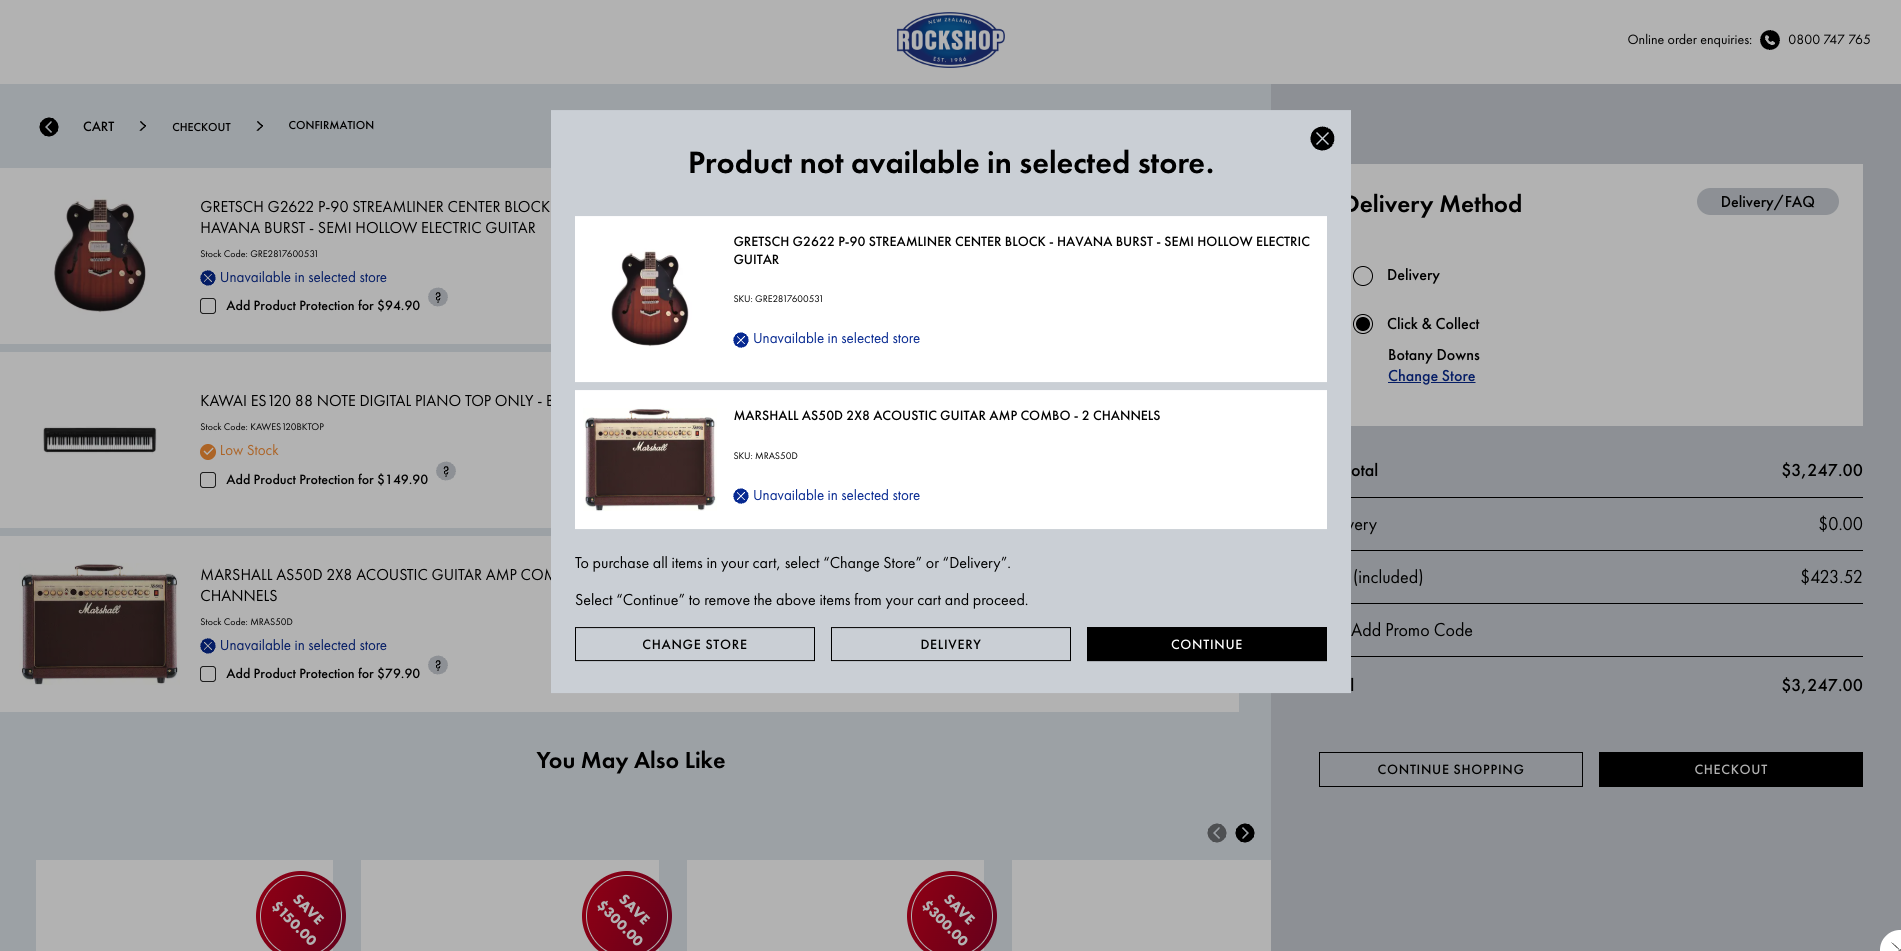 NEW ZEALAND
ROCKSHOP
EST. 1986
Online order enquiries: 0800 747 765
CART
CHECKOUT
CONFIRMATION
GRETSCH G2622 P-90 STREAMLINER CENTER BLOCK
HAVANA BURST - SEMI HOLLOW ELECTRIC GUITAR
Stock Code: GRE2817600531
Unavailable in selected store
Add Product Protection for $94.90 ?
KAWAI ES120 88 NOTE DIGITAL PIANO TOP ONLY -
Stock Code: KAWES120BKTOP
Low Stock
Add Product Protection for $149.90 ?
MARSHALL AS50D 2X8 ACOUSTIC GUITAR AMP
CHANNELS
Marshall
Stock Code: MRAS50D
Unavailable in selected store
Add Product Protection for $79.90 ?
Product not available in selected store.
GRETSCH G2622 P-90 STREAMLINER CENTER BLOCK - HAVANA BURST - SEMI HOLLOW ELECTRIC
GUITAR
SKU: GRE2817600531
Unavailable in selected store
MARSHALL AS50D 2X8 ACOUSTIC GUITAR AMP COMBO - 2 CHANNELS
Marshall
SKU: MRAS50D
Unavailable in selected store
To purchase all items in your cart, select “Change Store” or “Delivery”.
Select “Continue” to remove the above items from your cart and proceed.
CHANGE STORE
DELIVERY
CONTINUE
Delivery Method
Delivery/FAQ
Delivery
Click & Collect
Botany Downs
Change Store
otal $3,247.00
very $0.00
(included) $423.52
Add Promo Code
$3,247.00
CONTINUE SHOPPING
CHECKOUT
You May Also Like
SAVE
$150.00
SAVE
$300.00
SAVE
$300.00